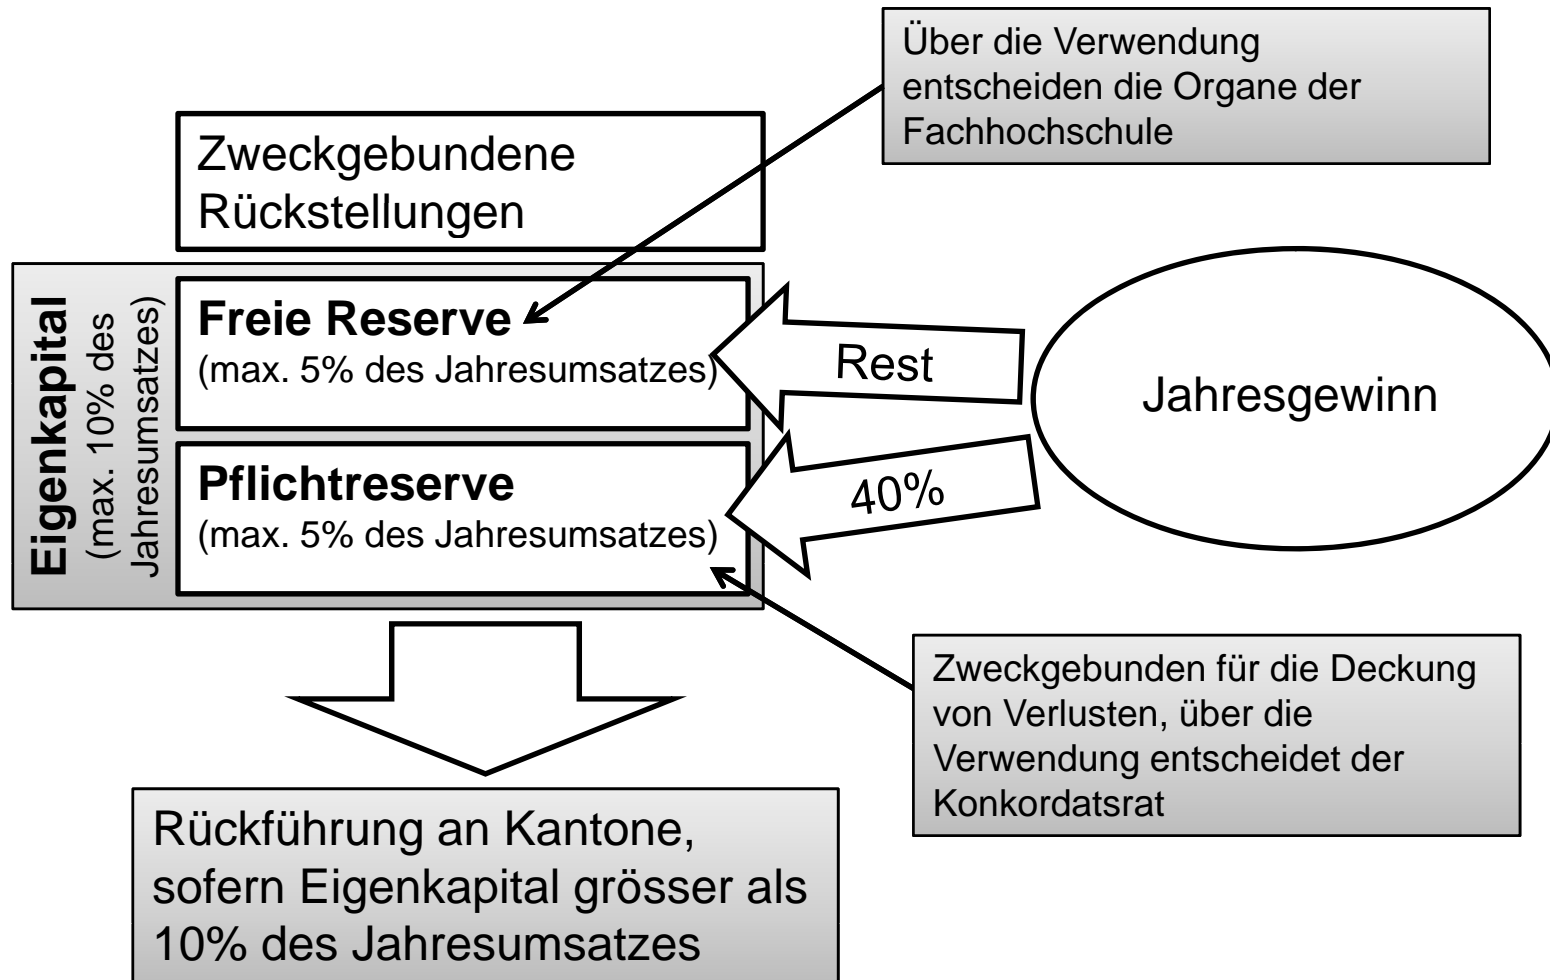 Über die Verwendung
entscheiden die Organe der
Fachhochschule
Zweckgebundene
Rückstellungen
Eigenkapital
(max. 10% des
Jahresumsatzes)
Freie Reserve
(max. 5% des Jahresumsatzes)
Rest
Jahresgewinn
Pflichtreserve
(max. 5% des Jahresumsatzes)
40%
Zweckgebunden für die Deckung
von Verlusten, über die
Verwendung entscheidet der
Konkordatsrat
Rückführung an Kantone,
sofern Eigenkapital grösser als
10% des Jahresumsatzes